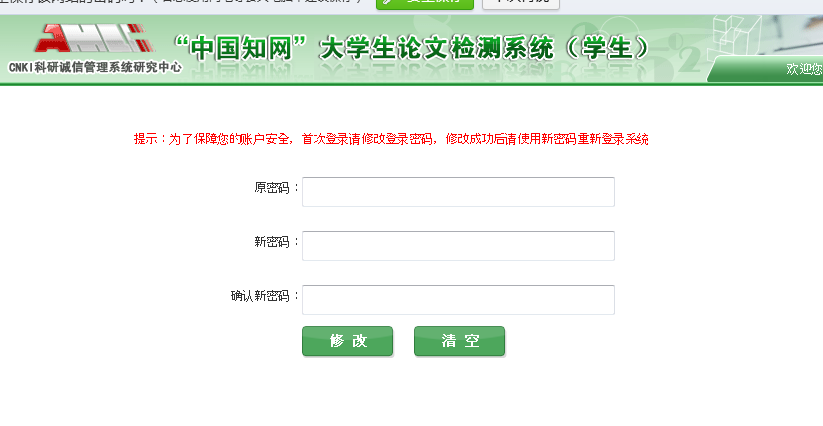 AMLC
CNKI科研诚信管理系统研究中心
“中国知网”大学生论文检测系统（学生）
欢迎您
提示：为了保障您的账户安全，首次登录请修改登录密码，修改成功后请使用新密码重新登录系统
原密码：
新密码：
确认新密码：
修 改
清 空